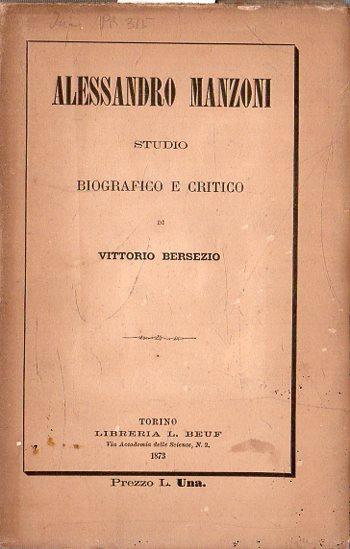 ALESSANDRO MANZONI
STUDIO
BIOGRAFICO E CRITICO
DI
VITTORIO BERSEZIO
TORINO
LIBRERIA L. BEUF
Via Accademia delle Scienze, N. 2.
1873
Prezzo L. Una.